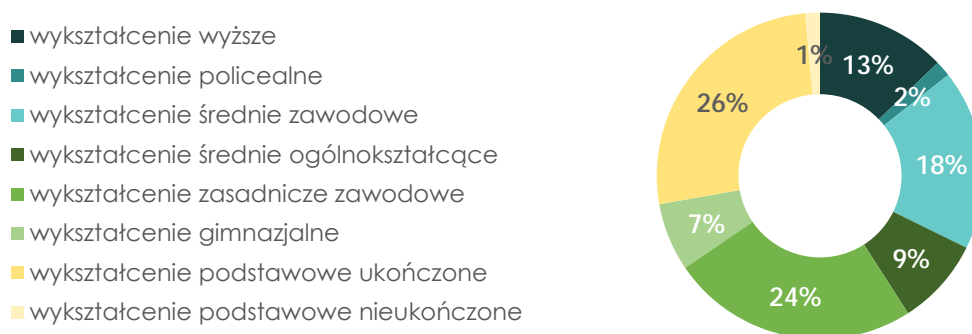 wykształcenie wyższe
wykształcenie policealne
wykształcenie średnie zawodowe
wykształcenie średnie ogólnokształcące
wykształcenie zasadnicze zawodowe
wykształcenie gimnazjalne
wykształcenie podstawowe ukończone
wykształcenie podstawowe nieukończone
13%
2%
18%
9%
24%
7%
26%
1%